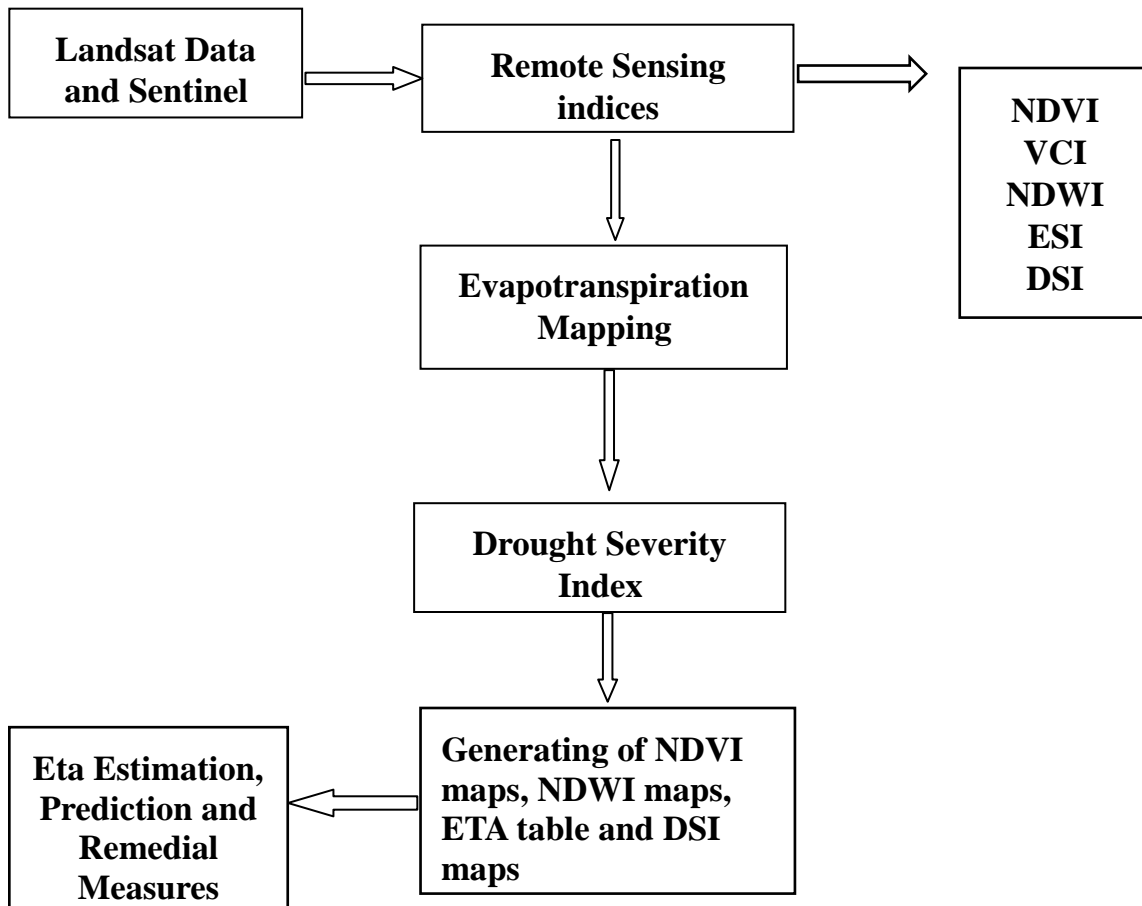 Landsat Data
and Sentinel
Remote Sensing
indices
NDVI
VCI
NDWI
ESI
DSI
Evapotranspiration
Mapping
Drought Severity
Index
Generating of NDVI
maps, NDWI maps,
ETA table and DSI
maps
Eta Estimation,
Prediction and
Remedial
Measures